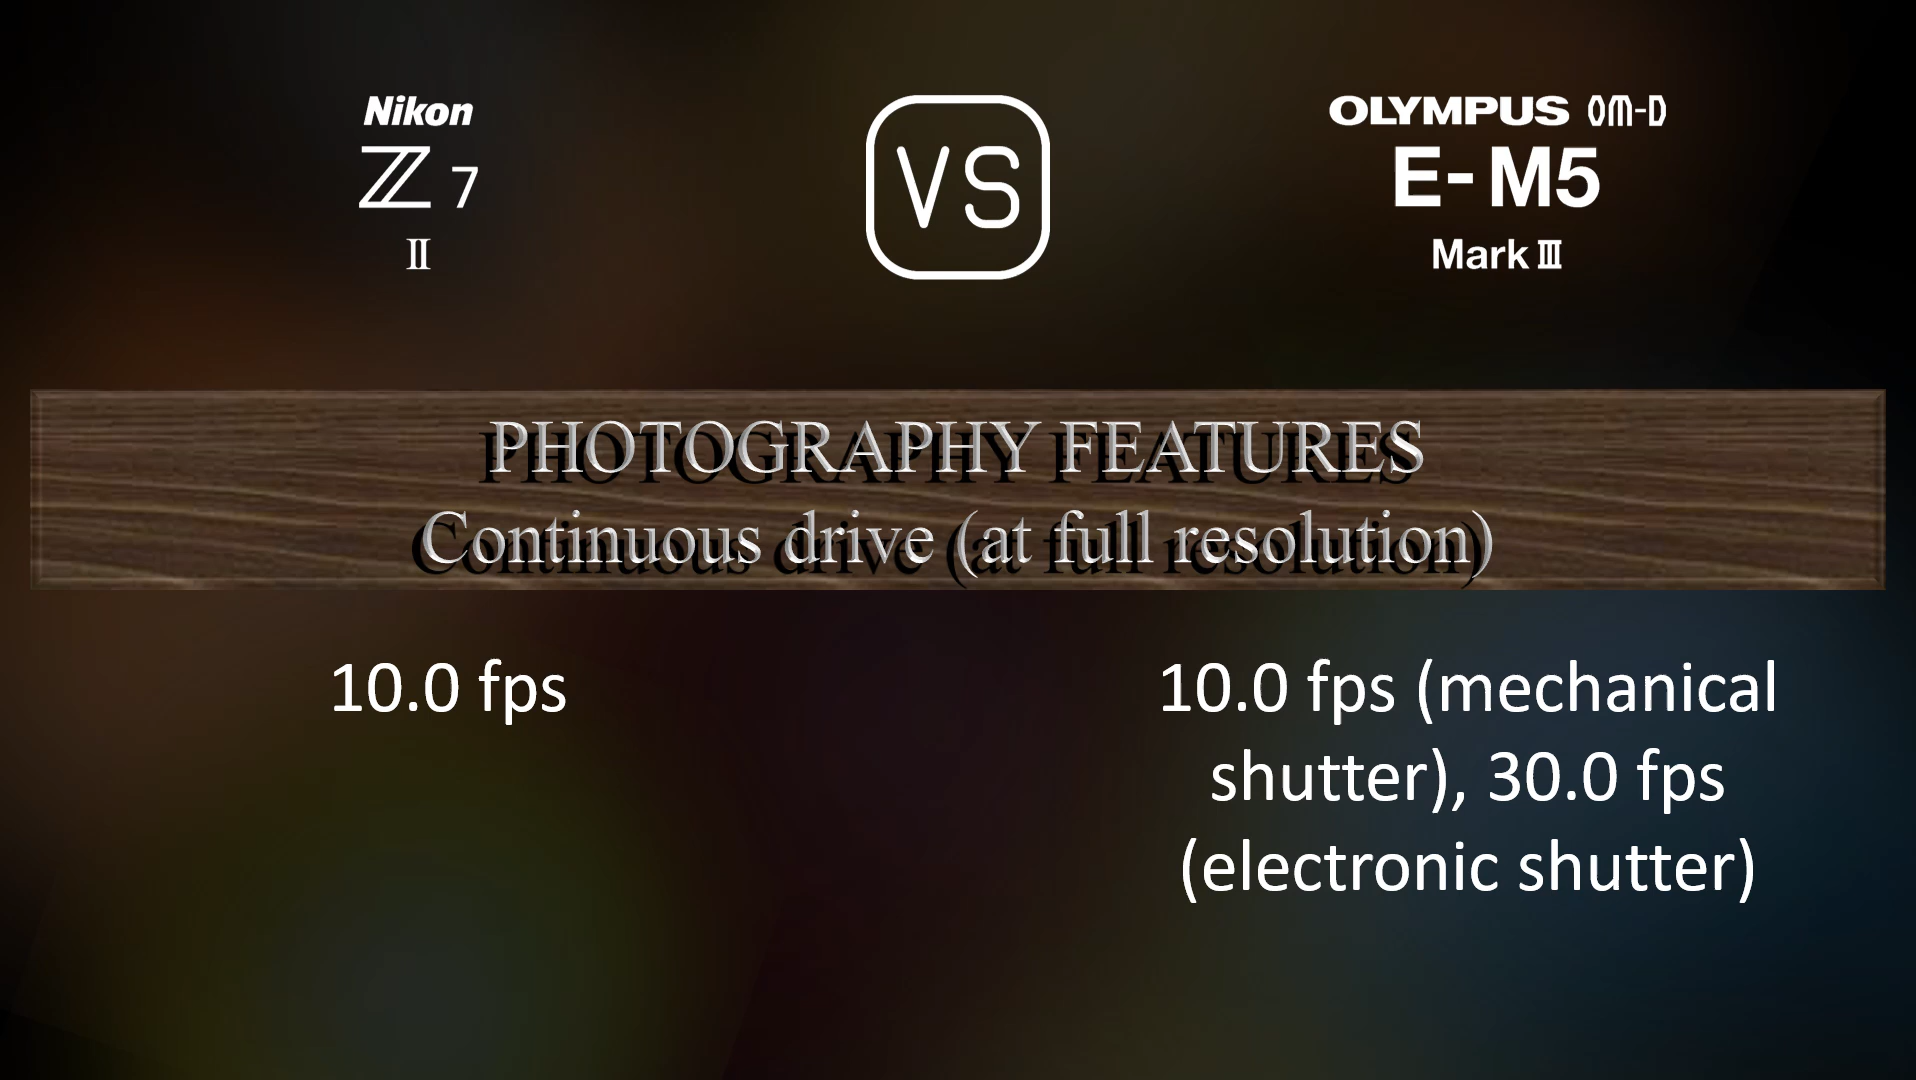 Nikon
Z 7
II
VS
OLYMPUS OM-D
E-M5
Mark III
PHOTOGRAPHY FEATURES
Continuous drive (at full resolution)
10.0 fps
10.0 fps (mechanical
shutter), 30.0 fps
(electronic shutter)